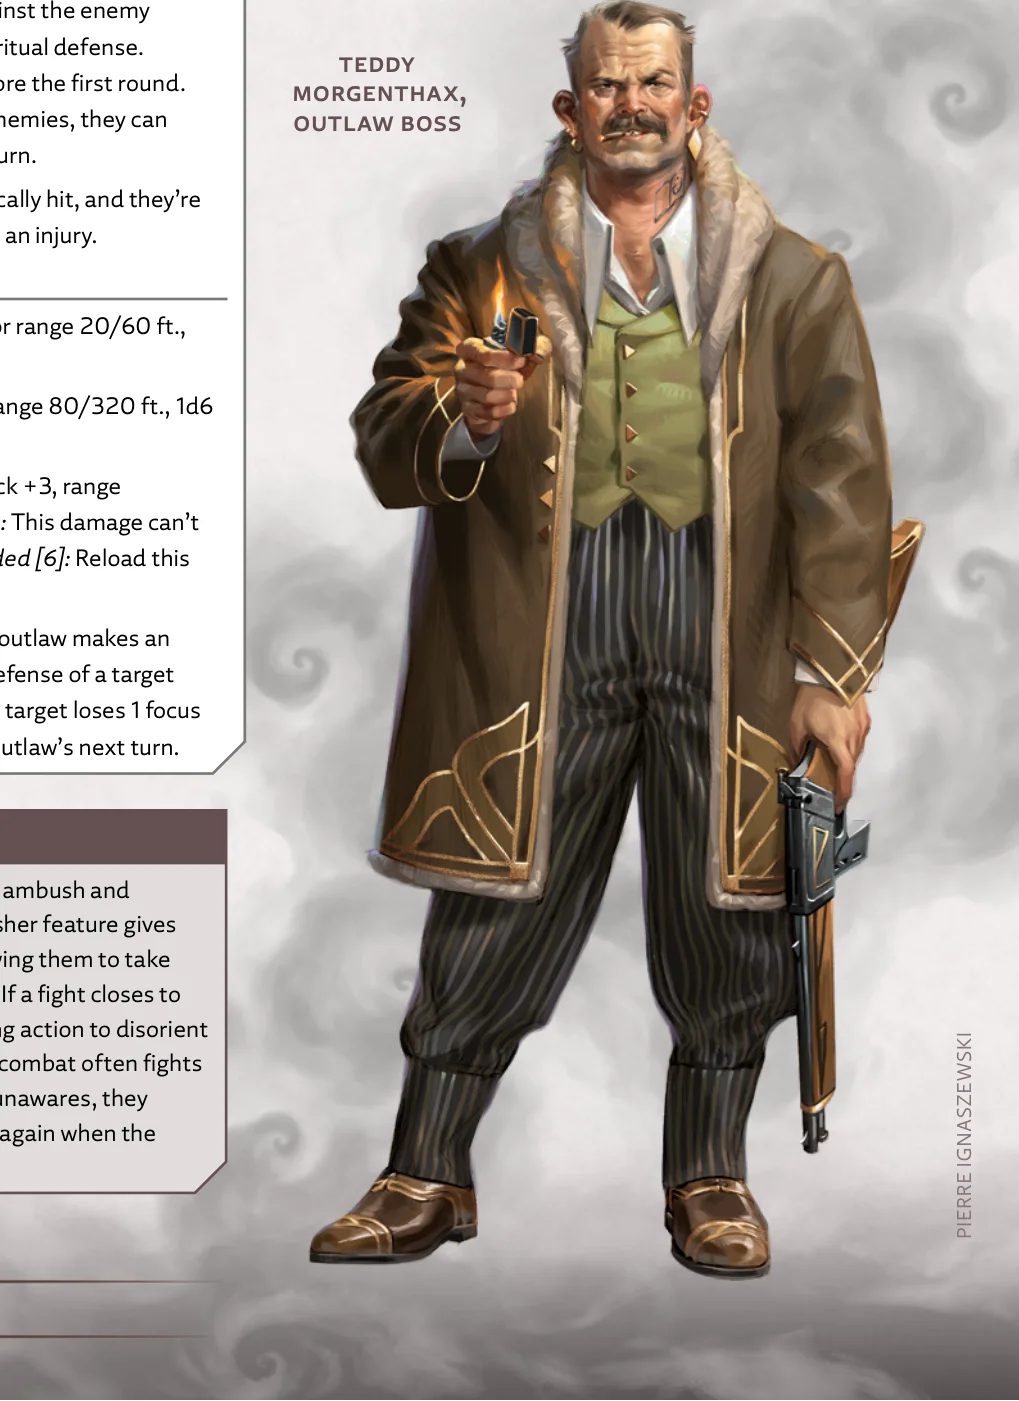 inst the enemy
ritual defense.
ore the first round.
nemies, they can
urn.
cally hit, and they're
an injury.
or range 20/60 ft.,
ange 80/320 ft., 1d6
ck +3, range
: This damage can't
ded [6]: Reload this
outlaw makes an
efense of a target
target loses 1 focus
utlaw's next turn.
ambush and
sher feature gives
ving them to take
If a fight closes to
ng action to disorient
combat often fights
unawares, they
again when the
TEDDY
MORGENTHAX,
OUTLAW BOSS
PIERRE IGNASZEWSKI